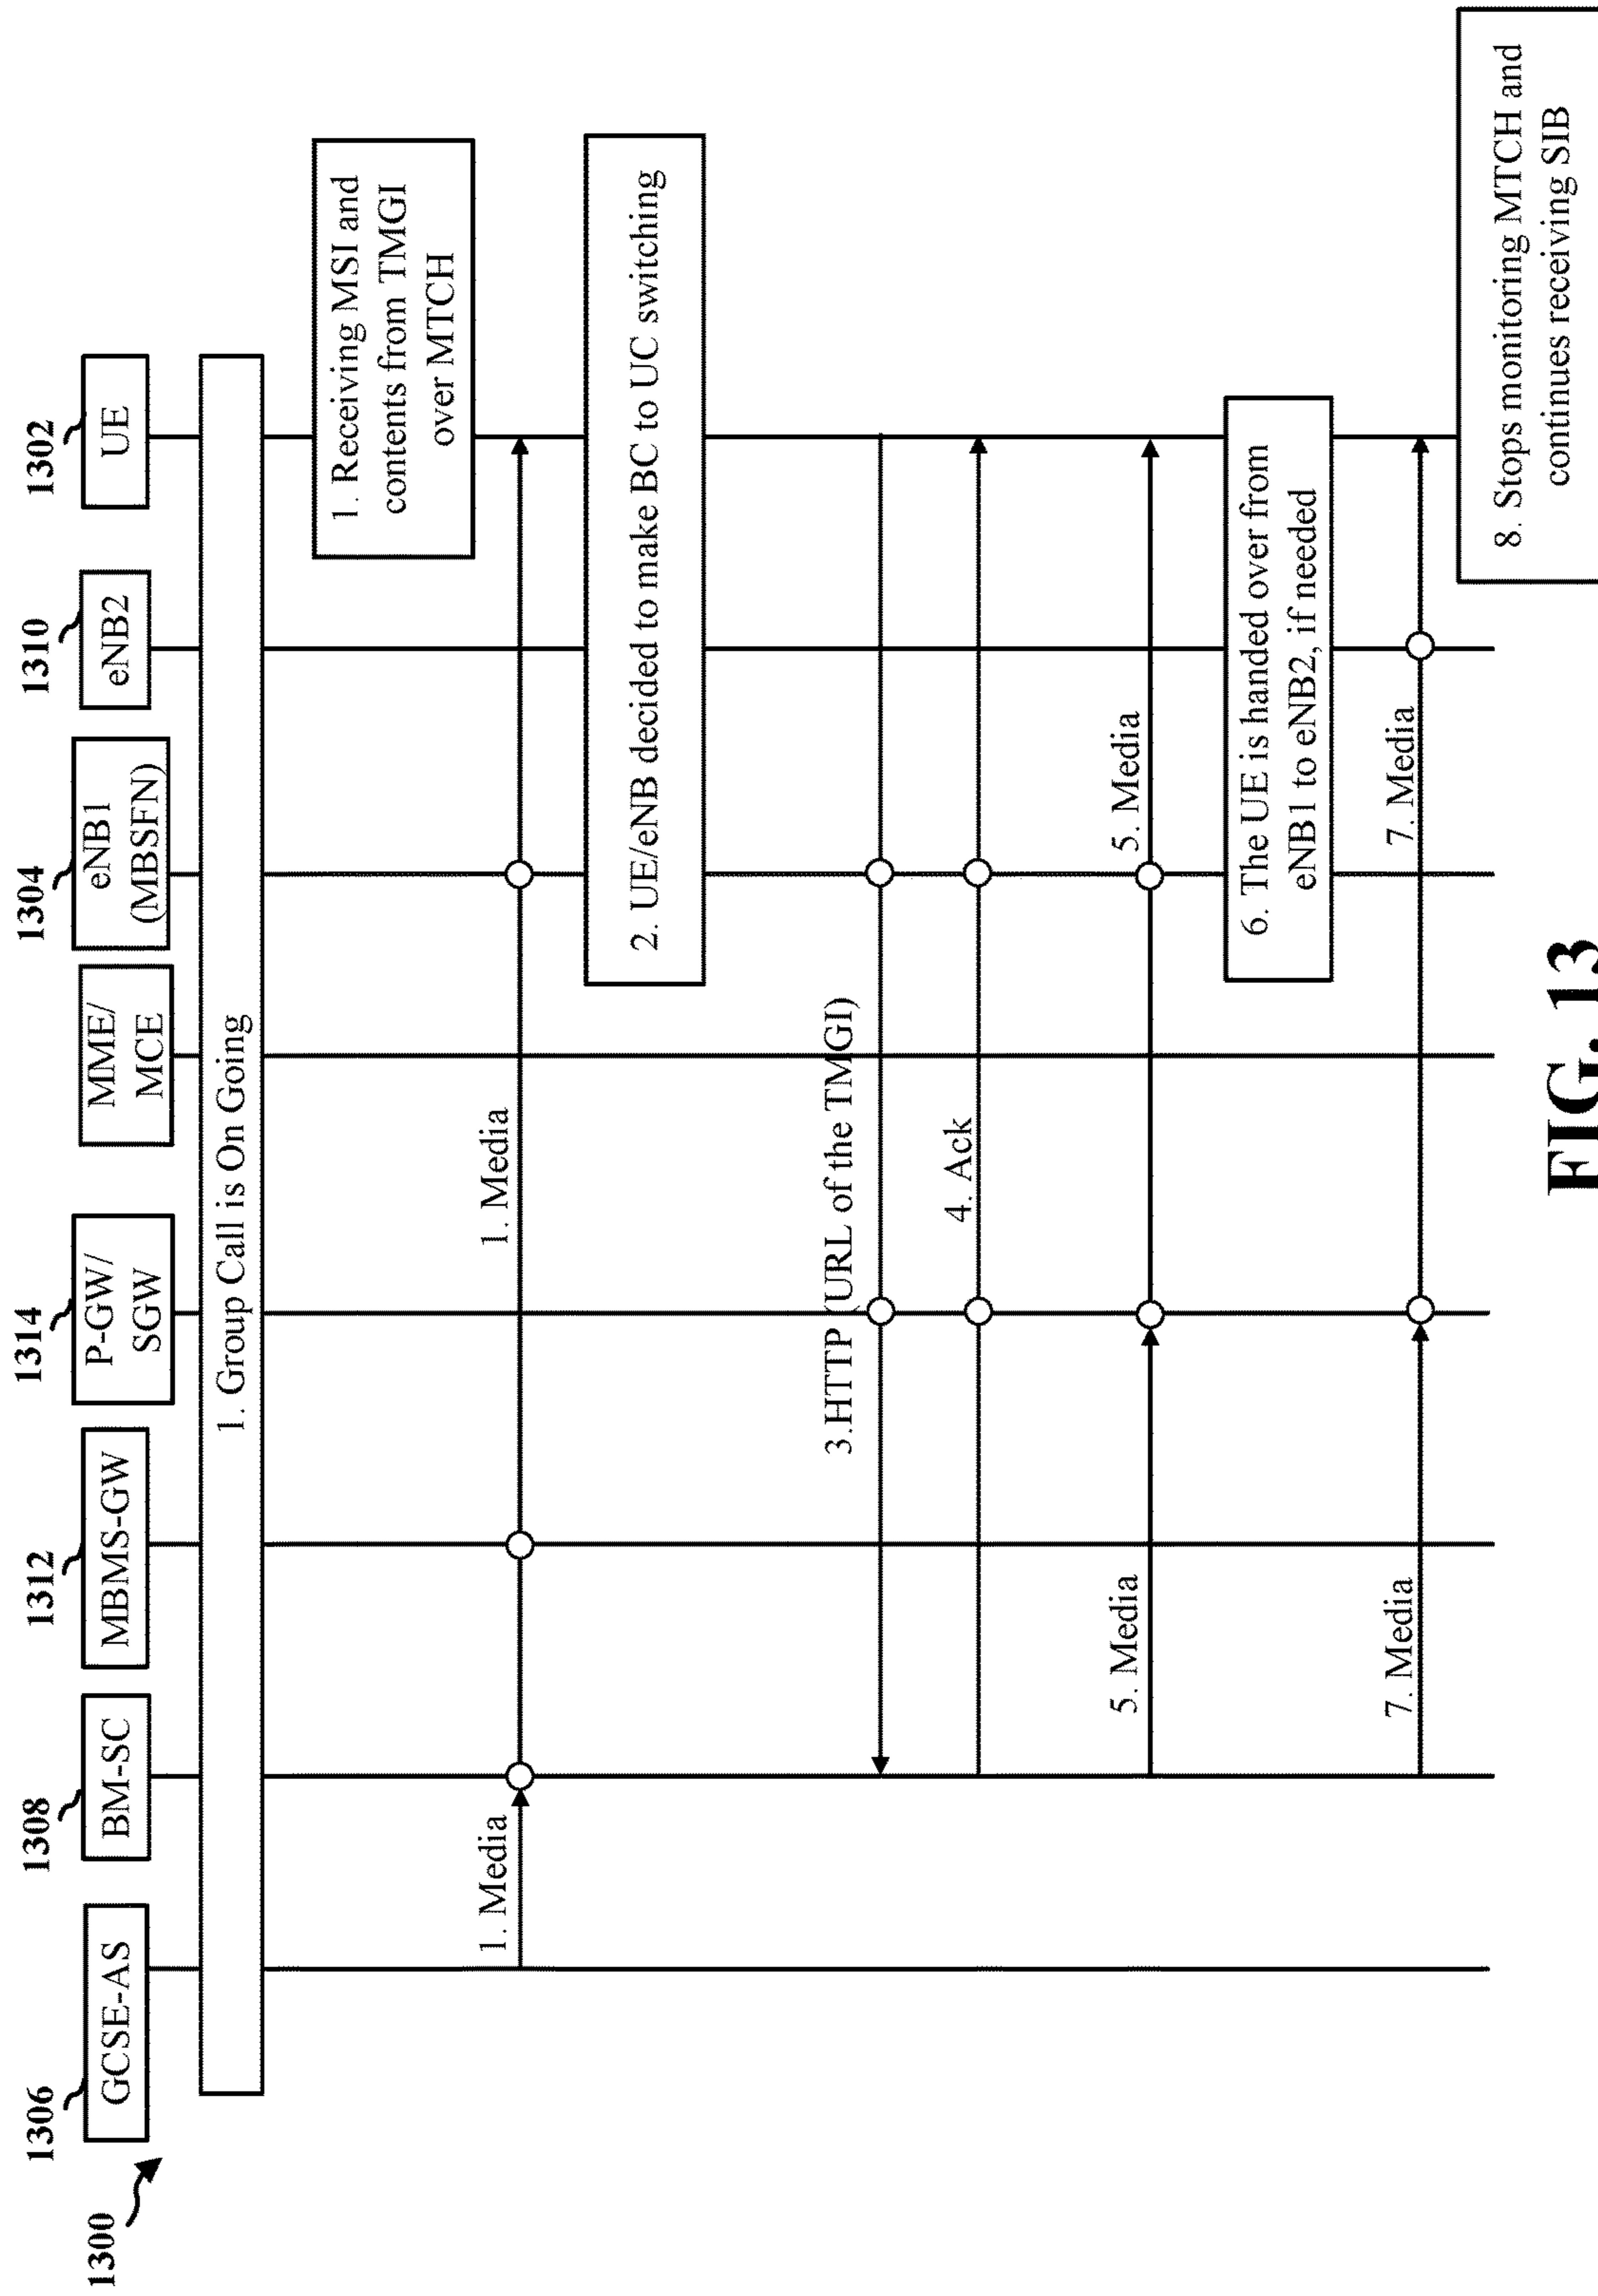 1300
1306
1308
1312
1314
1304
1310
1302
GCSE-AS
BM-SC
MBMS-GW
P-GW/
SGW
MME/
MCE
eNB1
(MBSFN)
eNB2
UE
1. Group Call is On Going
1. Receiving MSI and
contents from TMGI
over MTCH
1. Media
1. Media
2. UE/eNB decided to make BC to UC switching
3.HTTP (URL of the TMGI)
4. Ack
5. Media
5. Media
6. The UE is handed over from
eNB1 to eNB2, if needed
7. Media
7. Media
8. Stops monitoring MTCH and
continues receiving SIB
FIG. 13